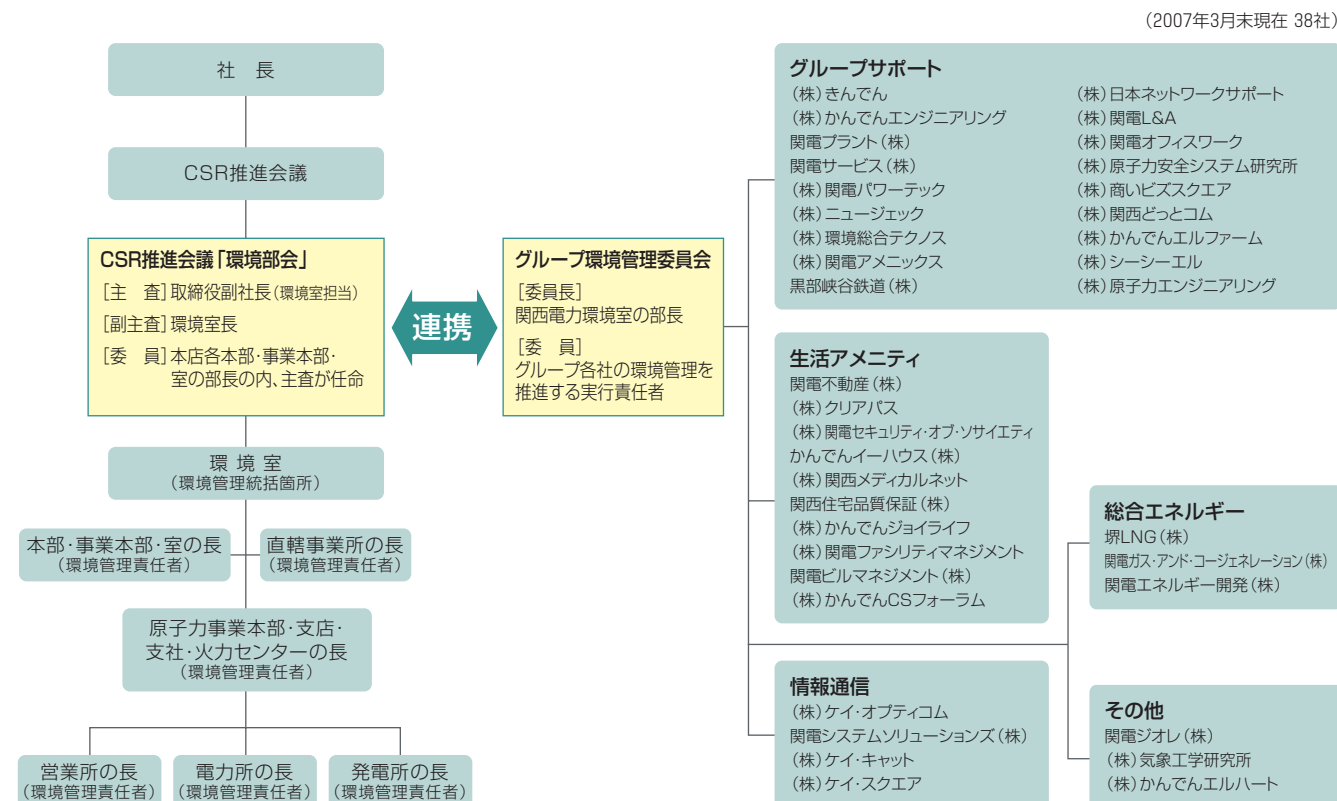 (2007年3月末現在 38社)
社　長
CSR推進会議
CSR推進会議「環境部会」
［主　査］取締役副社長(環境室担当)
［副主査］環境室長
［委　員］本店各本部・事業本部・
室の部長の内、主査が任命
連携
グループ環境管理委員会
［委員長］
関西電力環境室の部長
［委　員］
グループ各社の環境管理を
推進する実行責任者
環 境 室
(環境管理統括箇所)
本部・事業本部・室の長
(環境管理責任者)
直轄事業所の長
(環境管理責任者)
原子力事業本部・支店・
支社・火力センターの長
(環境管理責任者)
営業所の長
(環境管理責任者)
電力所の長
(環境管理責任者)
発電所の長
(環境管理責任者)
グループサポート
(株)きんでん
(株)かんでんエンジニアリング
関電プラント(株)
関電サービス(株)
(株)関電パワーテック
(株)ニュージェック
(株)環境総合テクノス
(株)関電アメニックス
黒部峡谷鉄道(株)
(株)日本ネットワークサポート
(株)関電L&A
(株)関電オフィスワーク
(株)原子力安全システム研究所
(株)商いビズスクエア
(株)関西どっとコム
(株)かんでんエルファーム
(株)シーシーエル
(株)原子力エンジニアリング
生活アメニティ
関電不動産(株)
(株)クリアパス
(株)関電セキュリティ・オブ・ソサイエティ
かんでんイーハウス(株)
(株)関西メディカルネット
関西住宅品質保証(株)
(株)かんでんジョイライフ
(株)関電ファシリティマネジメント
関電ビルマネジメント(株)
(株)かんでんCSフォーラム
情報通信
(株)ケイ・オプティコム
関電システムソリューションズ(株)
(株)ケイ・キャット
(株)ケイ・スクエア
総合エネルギー
堺LNG(株)
関電ガス・アンド・コージェネレーション(株)
関電エネルギー開発(株)
その他
関電ジオレ(株)
(株)気象工学研究所
(株)かんでんエルハート